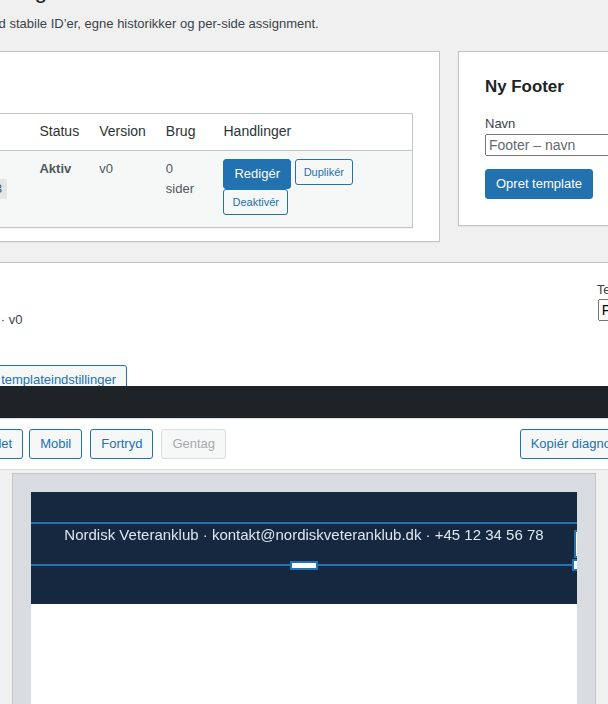 d stabile ID'er, egne historikker og per-side assignment.
Ny Footer
Navn
Footer – navn
Opret template
Status Version Brug Handlinger
Aktiv v0 0 sider Redigér Duplikér
Deaktivér
· v0
templateindstillinger
Mobil Fortryd Gentag Kopiér diagno
Nordisk Veteranklub · kontakt@nordiskveteranklub.dk · +45 12 34 56 78